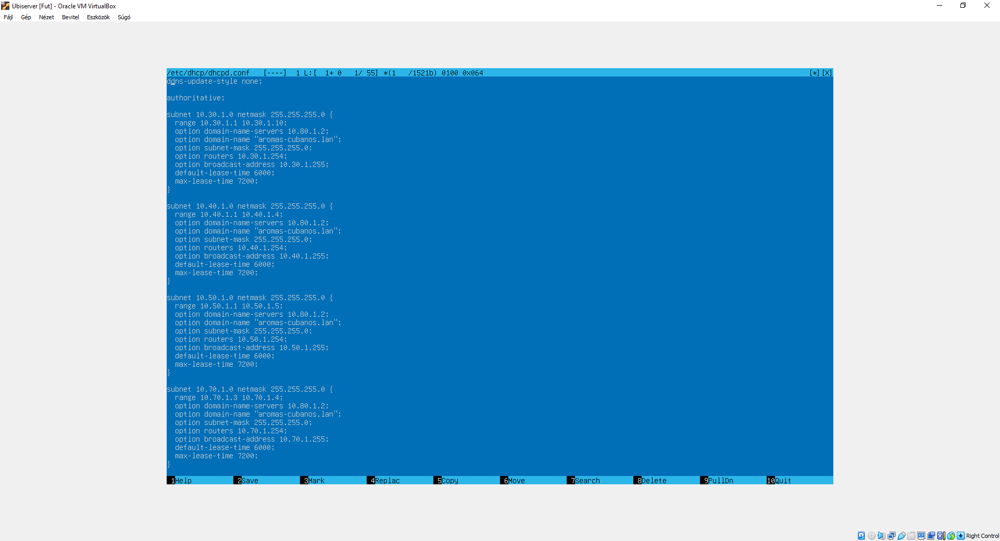 Ubiserver [Fut] - Oracle VM VirtualBox
Fájl Gép Nézet Bevitel Eszközök Súgó
/etc/dhcp/dhcpd.conf [----] 1 L:[ 1+ 0 1/ 55] *(1 /1521b) 0100 0x064 [*][X]
ddns-update-style none;
authoritative;
subnet 10.30.1.0 netmask 255.255.255.0 {
range 10.30.1.1 10.30.1.10;
option domain-name-servers 10.80.1.2;
option domain-name "aromas-cubanos.lan";
option subnet-mask 255.255.255.0;
option routers 10.30.1.254;
option broadcast-address 10.30.1.255;
default-lease-time 6000;
max-lease-time 7200;
}
subnet 10.40.1.0 netmask 255.255.255.0 {
range 10.40.1.1 10.40.1.4;
option domain-name-servers 10.80.1.2;
option domain-name "aromas-cubanos.lan";
option subnet-mask 255.255.255.0;
option routers 10.40.1.254;
option broadcast-address 10.40.1.255;
default-lease-time 6000;
max-lease-time 7200;
}
subnet 10.50.1.0 netmask 255.255.255.0 {
range 10.50.1.1 10.50.1.5;
option domain-name-servers 10.80.1.2;
option domain-name "aromas-cubanos.lan";
option subnet-mask 255.255.255.0;
option routers 10.50.1.254;
option broadcast-address 10.50.1.255;
default-lease-time 6000;
max-lease-time 7200;
}
subnet 10.70.1.0 netmask 255.255.255.0 {
range 10.70.1.3 10.70.1.4;
option domain-name-servers 10.80.1.2;
option domain-name "aromas-cubanos.lan";
option subnet-mask 255.255.255.0;
option routers 10.70.1.254;
option broadcast-address 10.70.1.255;
default-lease-time 6000;
max-lease-time 7200;
}
1Help 2Save 3Mark 4Replac 5Copy 6Move 7Search 8Delete 9PullDn 10Quit
Right Control